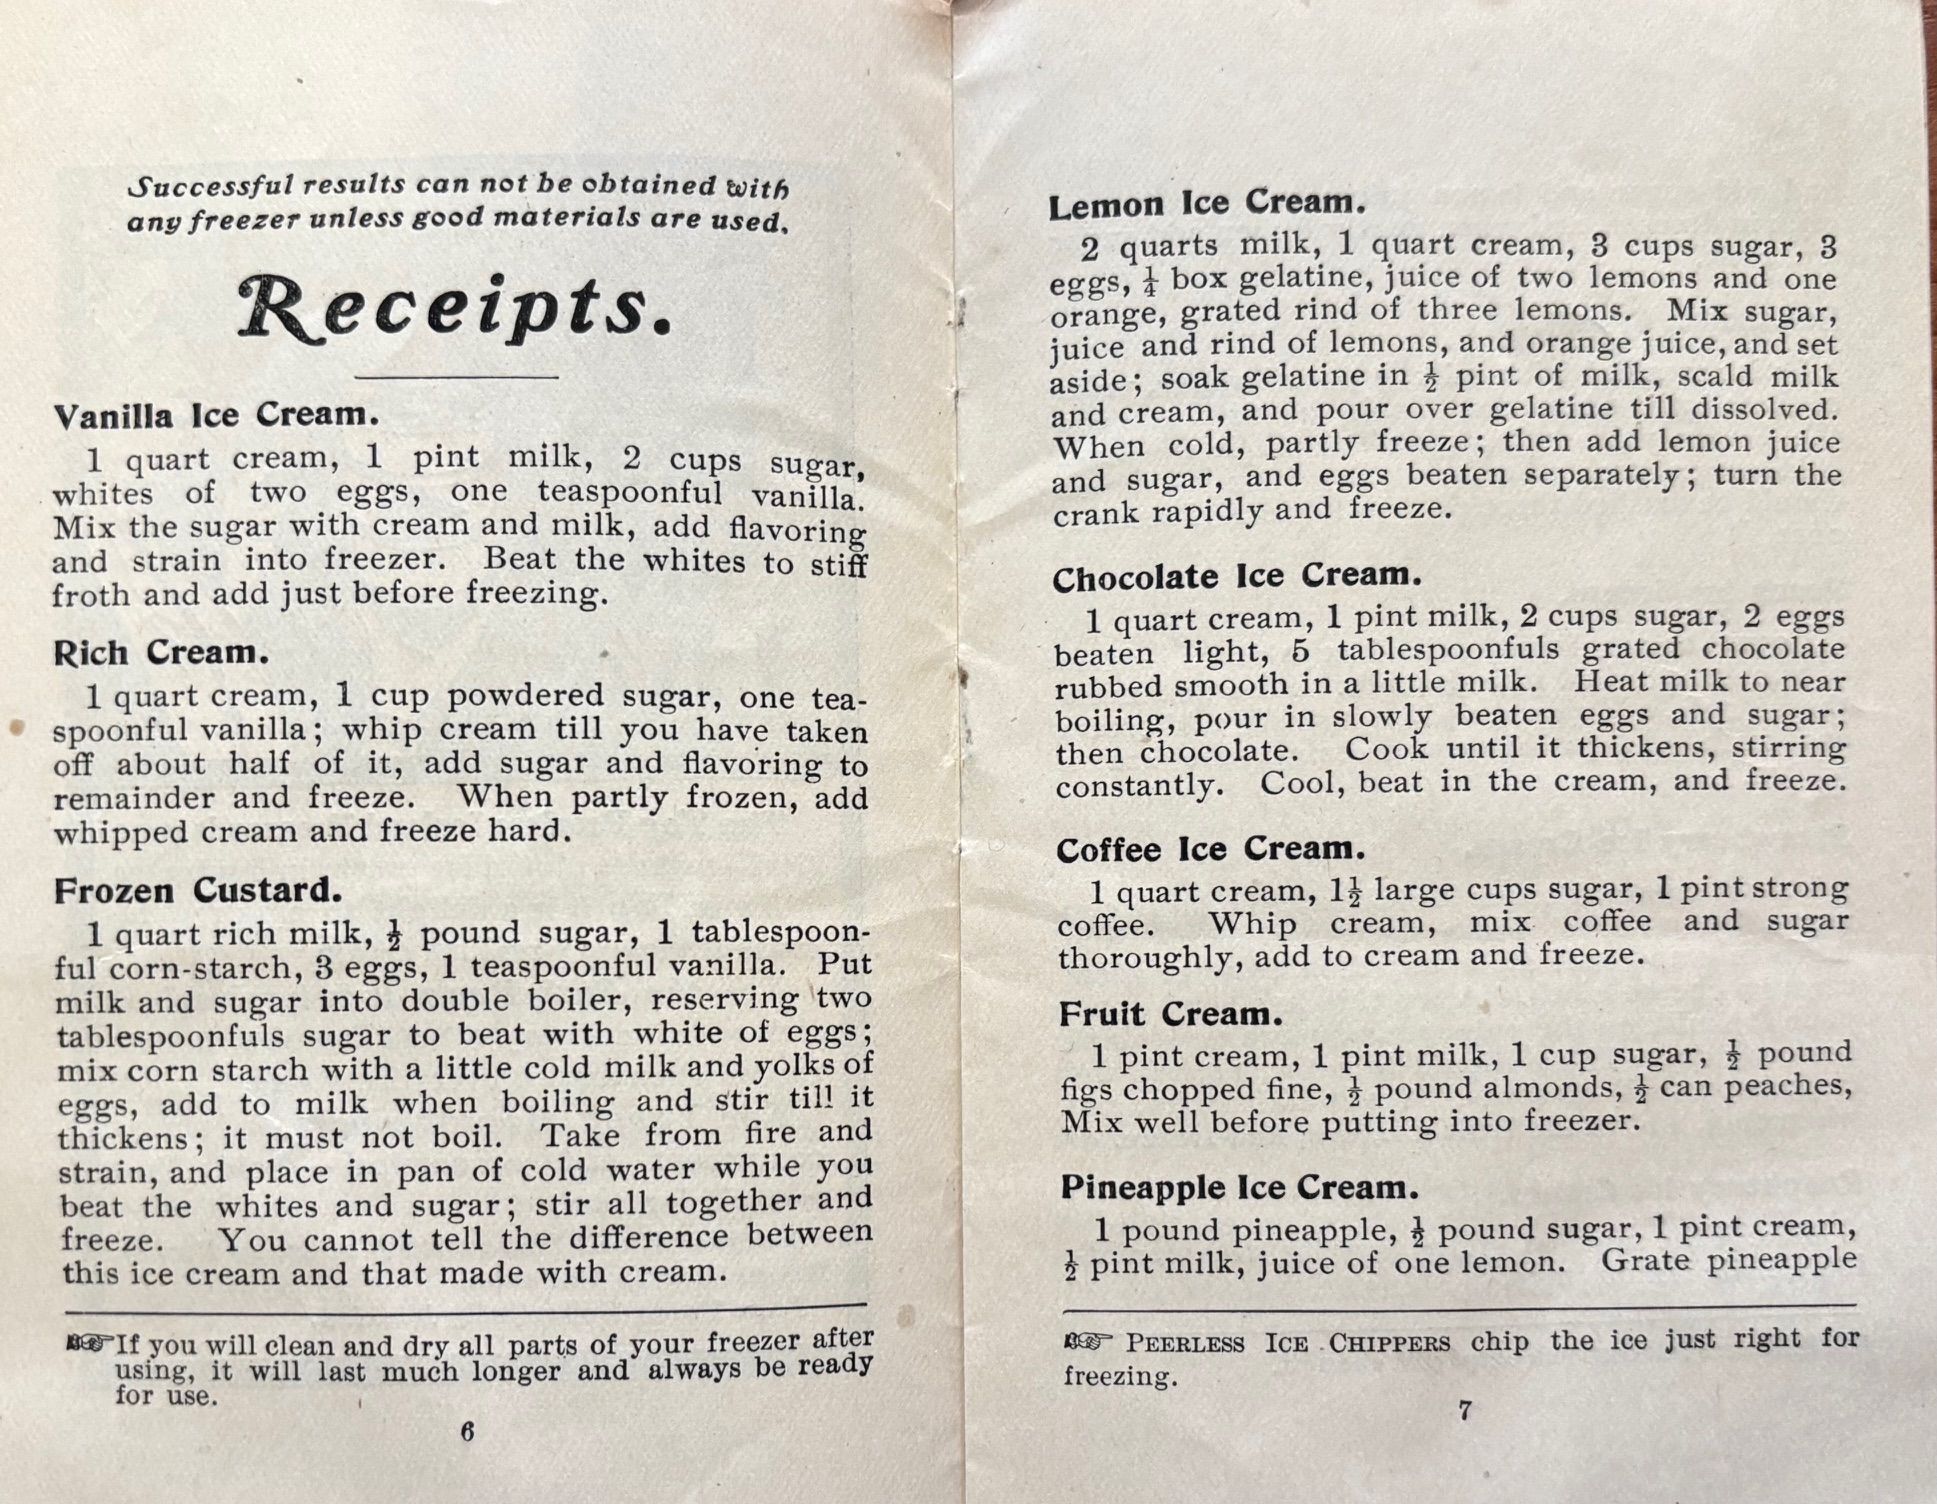 Successful results can not be obtained with
any freezer unless good materials are used.
Receipts.
Vanilla Ice Cream.
1 quart cream, 1 pint milk, 2 cups sugar,
whites of two eggs, one teaspoonful vanilla.
Mix the sugar with cream and milk, add flavoring
and strain into freezer. Beat the whites to stiff
froth and add just before freezing.
Rich Cream.
1 quart cream, 1 cup powdered sugar, one tea-
spoonful vanilla; whip cream till you have taken
off about half of it, add sugar and flavoring to
remainder and freeze. When partly frozen, add
whipped cream and freeze hard.
Frozen Custard.
1 quart rich milk, ½ pound sugar, 1 tablespoon-
ful corn-starch, 3 eggs, 1 teaspoonful vanilla. Put
milk and sugar into double boiler, reserving two
tablespoonfuls sugar to beat with white of eggs;
mix corn starch with a little cold milk and yolks of
eggs, add to milk when boiling and stir till it
thickens; it must not boil. Take from fire and
strain, and place in pan of cold water while you
beat the whites and sugar; stir all together and
freeze. You cannot tell the difference between
this ice cream and that made with cream.
☞ If you will clean and dry all parts of your freezer after
using, it will last much longer and always be ready
for use.
6
Lemon Ice Cream.
2 quarts milk, 1 quart cream, 3 cups sugar, 3
eggs, ¼ box gelatine, juice of two lemons and one
orange, grated rind of three lemons. Mix sugar,
juice and rind of lemons, and orange juice, and set
aside; soak gelatine in ½ pint of milk, scald milk
and cream, and pour over gelatine till dissolved.
When cold, partly freeze; then add lemon juice
and sugar, and eggs beaten separately; turn the
crank rapidly and freeze.
Chocolate Ice Cream.
1 quart cream, 1 pint milk, 2 cups sugar, 2 eggs
beaten light, 5 tablespoonfuls grated chocolate
rubbed smooth in a little milk. Heat milk to near
boiling, pour in slowly beaten eggs and sugar;
then chocolate. Cook until it thickens, stirring
constantly. Cool, beat in the cream, and freeze.
Coffee Ice Cream.
1 quart cream, 1½ large cups sugar, 1 pint strong
coffee. Whip cream, mix coffee and sugar
thoroughly, add to cream and freeze.
Fruit Cream.
1 pint cream, 1 pint milk, 1 cup sugar, ½ pound
figs chopped fine, ½ pound almonds, ½ can peaches,
Mix well before putting into freezer.
Pineapple Ice Cream.
1 pound pineapple, ½ pound sugar, 1 pint cream,
½ pint milk, juice of one lemon. Grate pineapple
☞ PEERLESS ICE CHIPPERS chip the ice just right for
freezing.
7